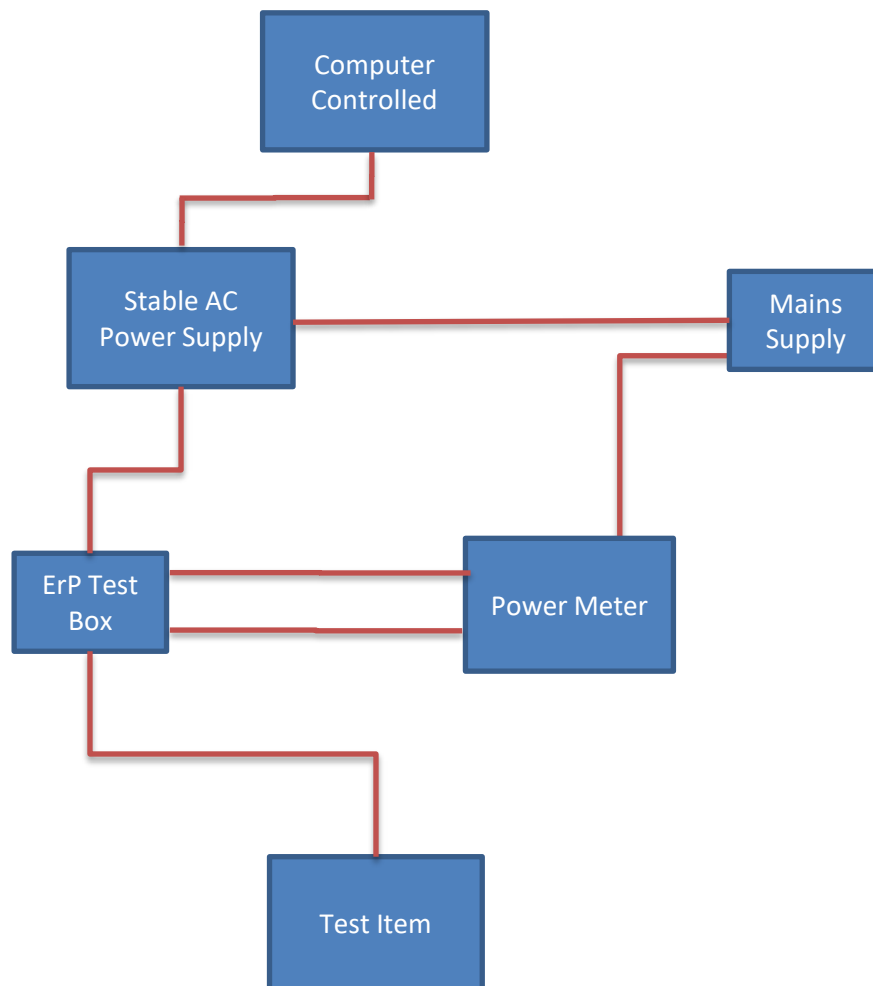 Computer
Controlled
Stable AC
Power Supply
Mains
Supply
ErP Test
Box
Power Meter
Test Item